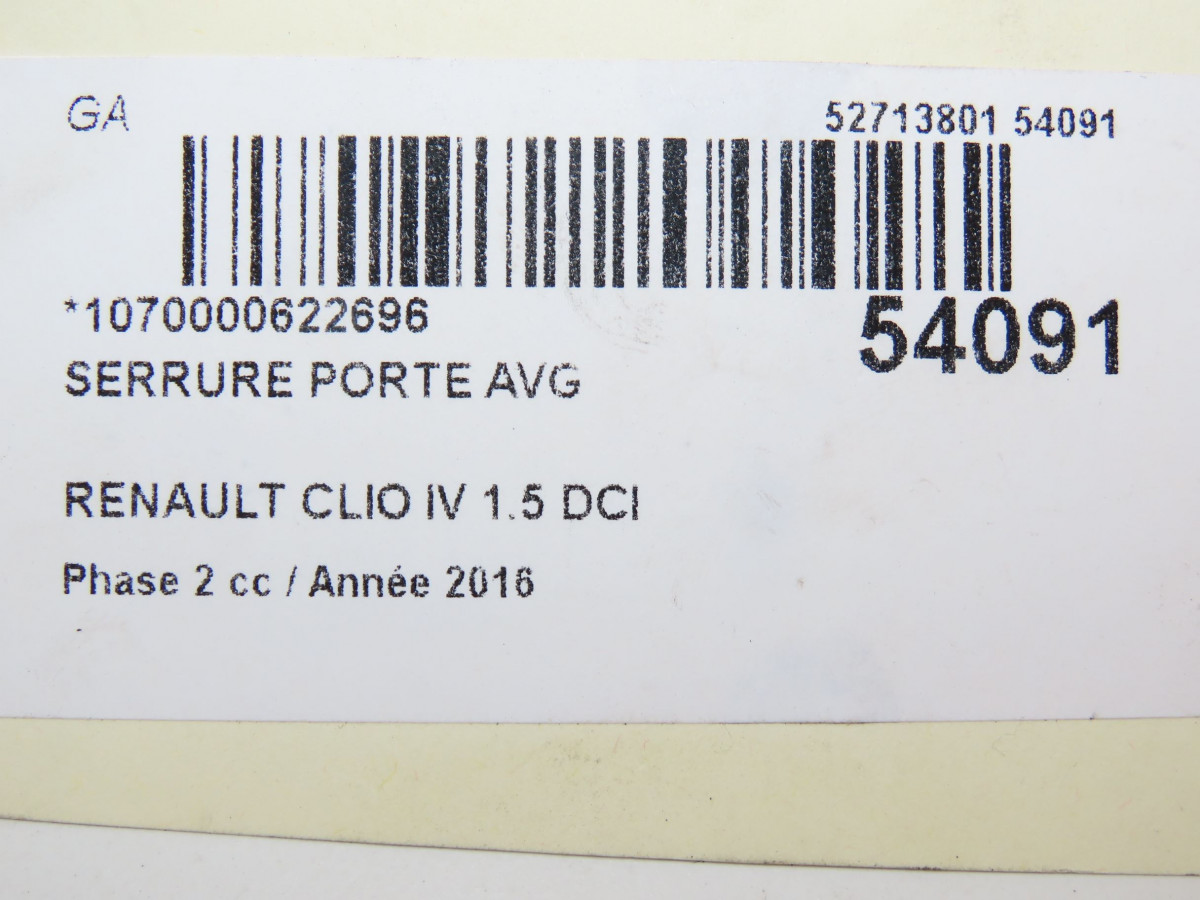 GA
52713801 54091
*1070000622696
54091
SERRURE PORTE AVG
RENAULT CLIO IV 1.5 DCI
Phase 2 cc / Année 2016